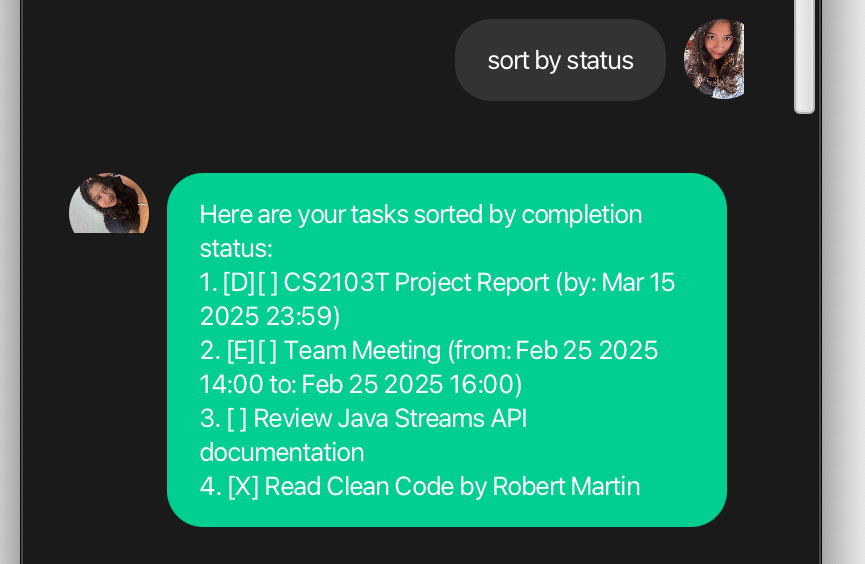 sort by status
Here are your tasks sorted by completion
status:
1. [D][ ] CS2103T Project Report (by: Mar 15
2025 23:59)
2. [E][ ] Team Meeting (from: Feb 25 2025
14:00 to: Feb 25 2025 16:00)
3. [ ] Review Java Streams API
documentation
4. [X] Read Clean Code by Robert Martin